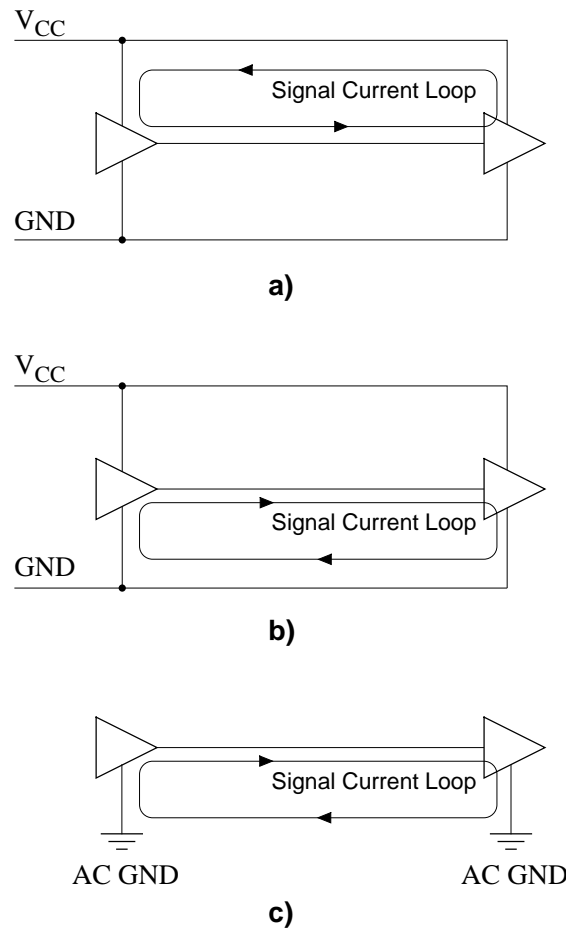 VCC
Signal Current Loop
GND
a)
VCC
Signal Current Loop
GND
b)
Signal Current Loop
AC GND AC GND
c)